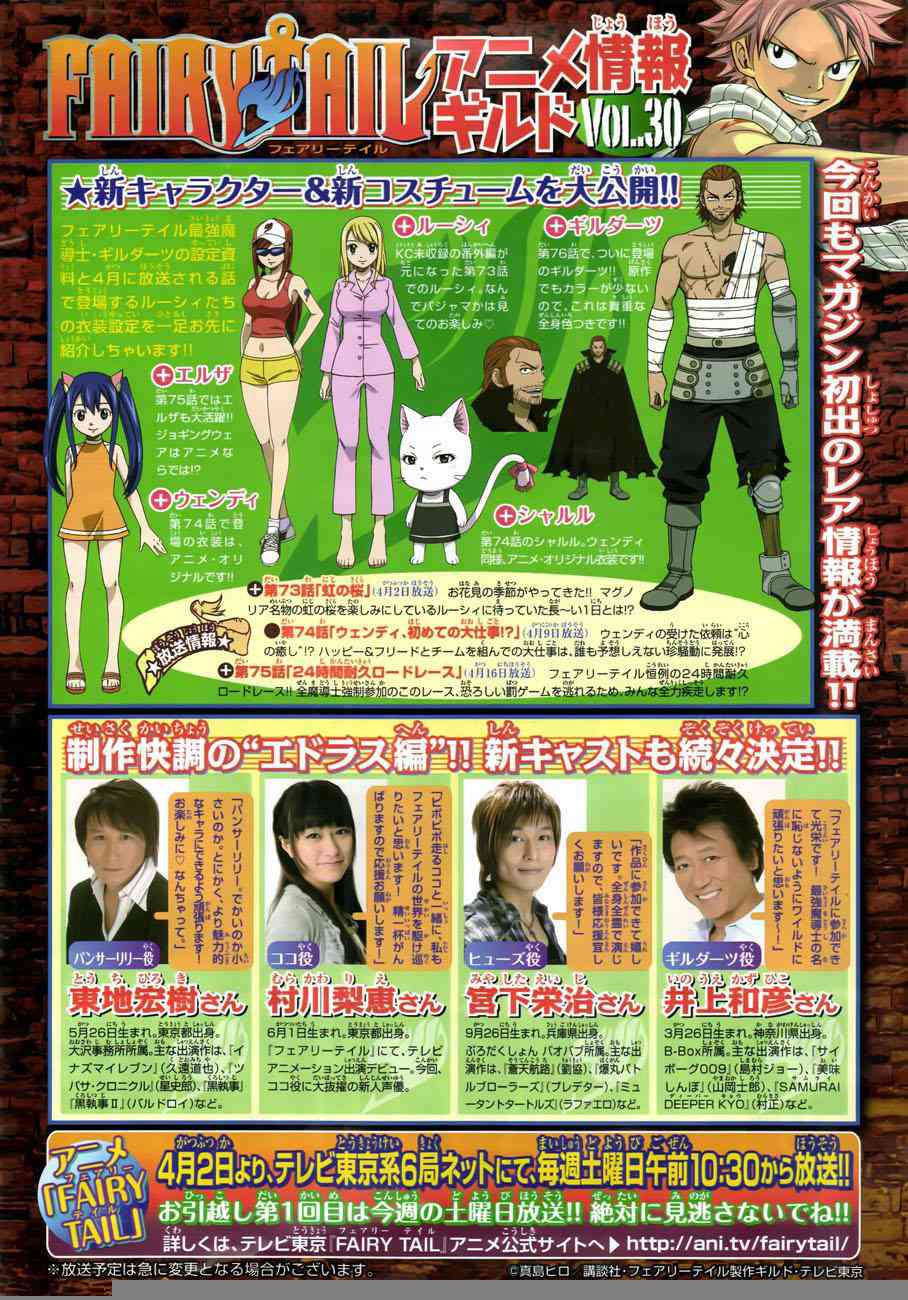 FAIRY TAIL
フェアリーテイル
アニメ情報
ギルド VOL.30
今回もマガジン初出のレア情報が満載!!
★新キャラクター&新コスチュームを大公開!!
フェアリーテイル最強魔
導士・ギルダーツの設定資
料と4月に放送される話
で登場するルーシィたち
の衣装設定を一足お先に
紹介しちゃいます!!
+ルーシィ
KC未収録の番外編が
元になった第73話
でのルーシィ。なん
でパジャマかは見
てのお楽しみ♡
+ギルダーツ
第76話で、ついに登場
のギルダーツ!! 原作
でもカラーが少ない
ので、これは貴重な
全身色つきです!!
+エルザ
第75話ではエ
ルザも大活躍!!
ジョギングウェ
アはアニメな
らでは!?
+ウェンディ
第74話で登
場の衣装は、
アニメ・オリ
ジナルです!!
+シャルル
第74話のシャルル。ウェンディ
同様、アニメ・オリジナル衣装です!!
★放送情報★
+第73話「虹の桜」(4月2日放送) お花見の季節がやってきた!! マグノ
リア名物の虹の桜を楽しみにしているルーシィに待っていた長〜い1日とは!?
●第74話「ウェンディ、初めての大仕事!?」(4月9日放送) ウェンディの受けた依頼は“心
の癒し”!? ハッピー&フリードとチームを組んでの大仕事は、誰も予想しえない珍騒動に発展!?
+第75話「24時間耐久ロードレース」(4月16日放送) フェアリーテイル恒例の24時間耐久
ロードレース!! 全魔導士強制参加のこのレース、恐ろしい罰ゲームを逃れるため、みんな全力疾走します!?
制作快調の“エドラス編”!! 新キャストも続々決定!!
「パンサーリリー。でかいのか小
さいのか。とにかく、より魅力的
なキャラにできるよう頑張ります!
お楽しみに♡ なんちゃって。」
パンサーリリー役
東地宏樹さん
5月26日生まれ。東京都出身。
大沢事務所所属。主な出演作は、『イ
ナズマイレブン』(久遠道也)、『ツ
バサ・クロニクル』(星史郎)、『黒執事』
『黒執事Ⅱ』(バルドロイ)など。
「ピポピポ走るココと一緒に、私も
フェアリーテイルの世界を駆け巡
りたいと思います! 精一杯がん
ばりますので応援お願いします!」
ココ役
村川梨恵さん
6月1日生まれ。東京都出身。
『フェアリーテイル』にて、テレビ
アニメーション出演デビュー。今回、
ココ役に大抜擢の新人声優。
「作品に参加できて嬉
しいです。全身全霊で演じ
ますので、皆様応援宜し
くお願いします!」
ヒューズ役
宮下栄治さん
9月26日生まれ。兵庫県出身。
ぷろだくしょんバオバブ所属。主な出
演作は、『蒼天航路』(劉協)、『爆丸バト
ルブローラーズ』(プレデター)、『ミュ
ータントタートルズ』(ラファエロ)など。
「フェアリーテイルに参加でき
て光栄です! 最強魔導士の名
に恥じないようにワイルドに
頑張りたいと思いま〜す!」
ギルダーツ役
井上和彦さん
3月26日生まれ。神奈川県出身。
B-Box所属。主な出演作は、『サイ
ボーグ009』(島村ジョー)、『美味
しんぼ』(山岡士郎)、『SAMURAI
DEEPER KYO』(村正)など。
アニメ
『FAIRY
TAIL』
4月2日より、テレビ東京系6局ネットにて、毎週土曜日午前10:30から放送!!
お引越し第1回目は今週の土曜日放送!! 絶対に見逃さないでね!!
詳しくは、テレビ東京『FAIRY TAIL』アニメ公式サイトへ▶http://ani.tv/fairytail/
※放送予定は急に変更となる場合がございます。
©真島ヒロ/講談社・フェアリーテイル製作ギルド・テレビ東京